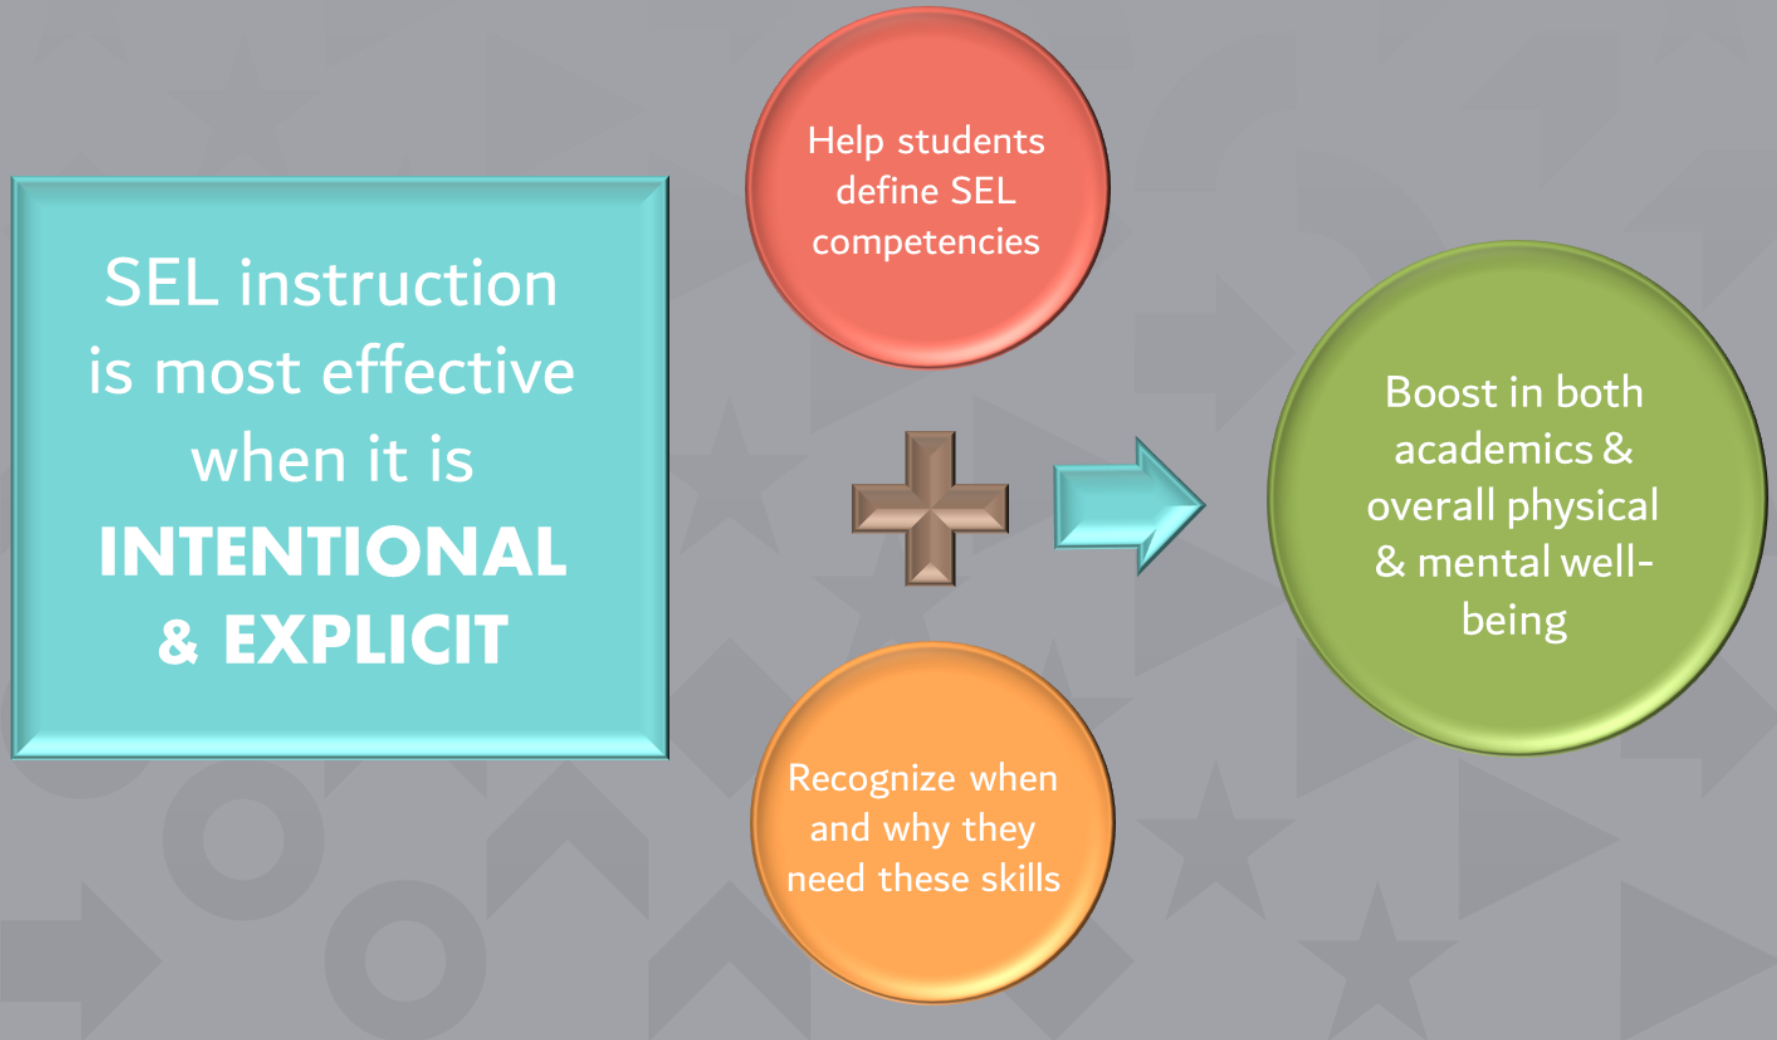 SEL instruction
is most effective
when it is
INTENTIONAL
& EXPLICIT
Help students
define SEL
competencies
Recognize when
and why they
need these skills
Boost in both
academics &
overall physical
& mental well-
being